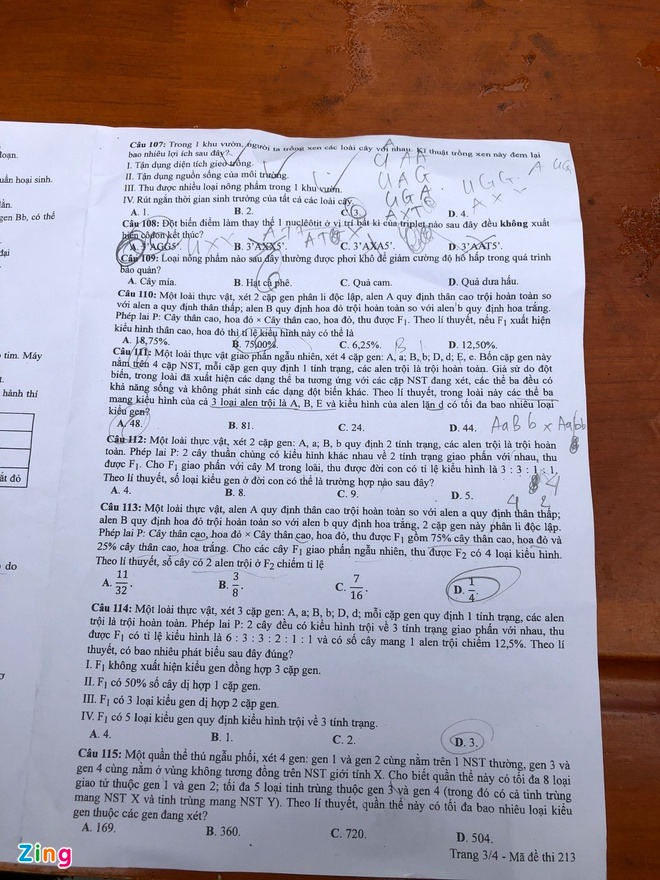 loạn.
uẩn hoại sinh.
lần.
gen Bb, có thể
đại
o tim. Máy
t.
hành thí
ắt đỏ
o do
ơ
Câu 107: Trong 1 khu vườn, người ta trồng xen các loài cây với nhau. Kĩ thuật trồng xen này đem lại
bao nhiêu lợi ích sau đây?
I. Tận dụng diện tích gieo trồng.
II. Tận dụng nguồn sống của môi trường.
III. Thu được nhiều loại nông phẩm trong 1 khu vườn.
IV. Rút ngắn thời gian sinh trưởng của tất cả các loài cây.
A. 1. B. 2. C. 3. D. 4.
U AA
UAG
UGA
UGG
Câu 108: Đột biến điểm làm thay thế 1 nuclêôtit ở vị trí bất kì của triplet nào sau đây đều không xuất
hiện côđon kết thúc?
A. 3'AGG5'. B. 3'AXX5'. C. 3'AXA5'. D. 3'AAT5'.
Câu 109: Loại nông phẩm nào sau đây thường được phơi khô để giảm cường độ hô hấp trong quá trình
bảo quản?
A. Cây mía. B. Hạt cà phê. C. Quả cam. D. Quả dưa hấu.
Câu 110: Một loài thực vật, xét 2 cặp gen phân li độc lập, alen A quy định thân cao trội hoàn toàn so
với alen a quy định thân thấp; alen B quy định hoa đỏ trội hoàn toàn so với alen b quy định hoa trắng.
Phép lai P: Cây thân cao, hoa đỏ × Cây thân cao, hoa đỏ, thu được F₁. Theo lí thuyết, nếu F₁ xuất hiện
kiểu hình thân cao, hoa đỏ thì tỉ lệ kiểu hình này có thể là
A. 18,75%. B. 75,00%. C. 6,25%. D. 12,50%.
Câu 111: Một loài thực vật giao phấn ngẫu nhiên, xét 4 cặp gen: A, a; B, b; D, d; E, e. Bốn cặp gen này
nằm trên 4 cặp NST, mỗi cặp gen quy định 1 tính trạng, các alen trội là trội hoàn toàn. Giả sử do đột
biến, trong loài đã xuất hiện các dạng thể ba tương ứng với các cặp NST đang xét, các thể ba đều có
khả năng sống và không phát sinh các dạng đột biến khác. Theo lí thuyết, trong loài này các thể ba
mang kiểu hình của cả 3 loại alen trội là A, B, E và kiểu hình của alen lặn d có tối đa bao nhiêu loại
kiểu gen?
A. 48. B. 81. C. 24. D. 44.
AaBb × Aabb
Câu 112: Một loài thực vật, xét 2 cặp gen: A, a; B, b quy định 2 tính trạng, các alen trội là trội hoàn
toàn. Phép lai P: 2 cây thuần chủng có kiểu hình khác nhau về 2 tính trạng giao phấn với nhau, thu
được F₁. Cho F₁ giao phấn với cây M trong loài, thu được đời con có tỉ lệ kiểu hình là 3 : 3 : 1 : 1.
Theo lí thuyết, số loại kiểu gen ở đời con có thể là trường hợp nào sau đây?
A. 4. B. 8. C. 9. D. 5.
Câu 113: Một loài thực vật, alen A quy định thân cao trội hoàn toàn so với alen a quy định thân thấp;
alen B quy định hoa đỏ trội hoàn toàn so với alen b quy định hoa trắng, 2 cặp gen này phân li độc lập.
Phép lai P: Cây thân cao, hoa đỏ × Cây thân cao, hoa đỏ, thu được F₁ gồm 75% cây thân cao, hoa đỏ và
25% cây thân cao, hoa trắng. Cho các cây F₁ giao phấn ngẫu nhiên, thu được F₂ có 4 loại kiểu hình.
Theo lí thuyết, số cây có 2 alen trội ở F₂ chiếm tỉ lệ
A. 11/32. B. 3/8. C. 7/16. D. 1/4.
Câu 114: Một loài thực vật, xét 3 cặp gen: A, a; B, b; D, d; mỗi cặp gen quy định 1 tính trạng, các alen
trội là trội hoàn toàn. Phép lai P: 2 cây đều có kiểu hình trội về 3 tính trạng giao phấn với nhau, thu
được F₁ có tỉ lệ kiểu hình là 6 : 3 : 3 : 2 : 1 : 1 và có số cây mang 1 alen trội chiếm 12,5%. Theo lí
thuyết, có bao nhiêu phát biểu sau đây đúng?
I. F₁ không xuất hiện kiểu gen đồng hợp 3 cặp gen.
II. F₁ có 50% số cây dị hợp 1 cặp gen.
III. F₁ có 3 loại kiểu gen dị hợp 2 cặp gen.
IV. F₁ có 5 loại kiểu gen quy định kiểu hình trội về 3 tính trạng.
A. 4. B. 1. C. 2. D. 3.
Câu 115: Một quần thể thú ngẫu phối, xét 4 gen: gen 1 và gen 2 cùng nằm trên 1 NST thường, gen 3 và
gen 4 cùng nằm ở vùng không tương đồng trên NST giới tính X. Cho biết quần thể này có tối đa 8 loại
giao tử thuộc gen 1 và gen 2; tối đa 5 loại tinh trùng thuộc gen 3 và gen 4 (trong đó có cả tinh trùng
mang NST X và tinh trùng mang NST Y). Theo lí thuyết, quần thể này có tối đa bao nhiêu loại kiểu
gen thuộc các gen đang xét?
A. 169. B. 360. C. 720. D. 504.
Trang 3/4 - Mã đề thi 213
Zing